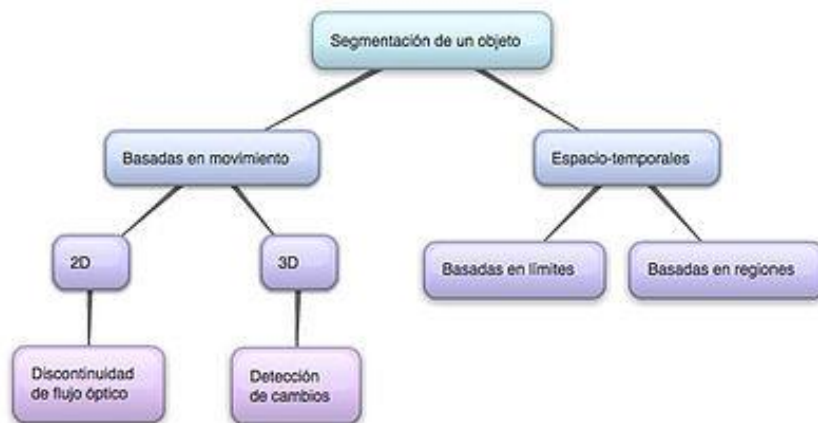 Segmentación de un objeto
Basadas en movimiento
Espacio-temporales
2D
3D
Basadas en límites
Basadas en regiones
Discontinuidad
de flujo óptico
Detección
de cambios